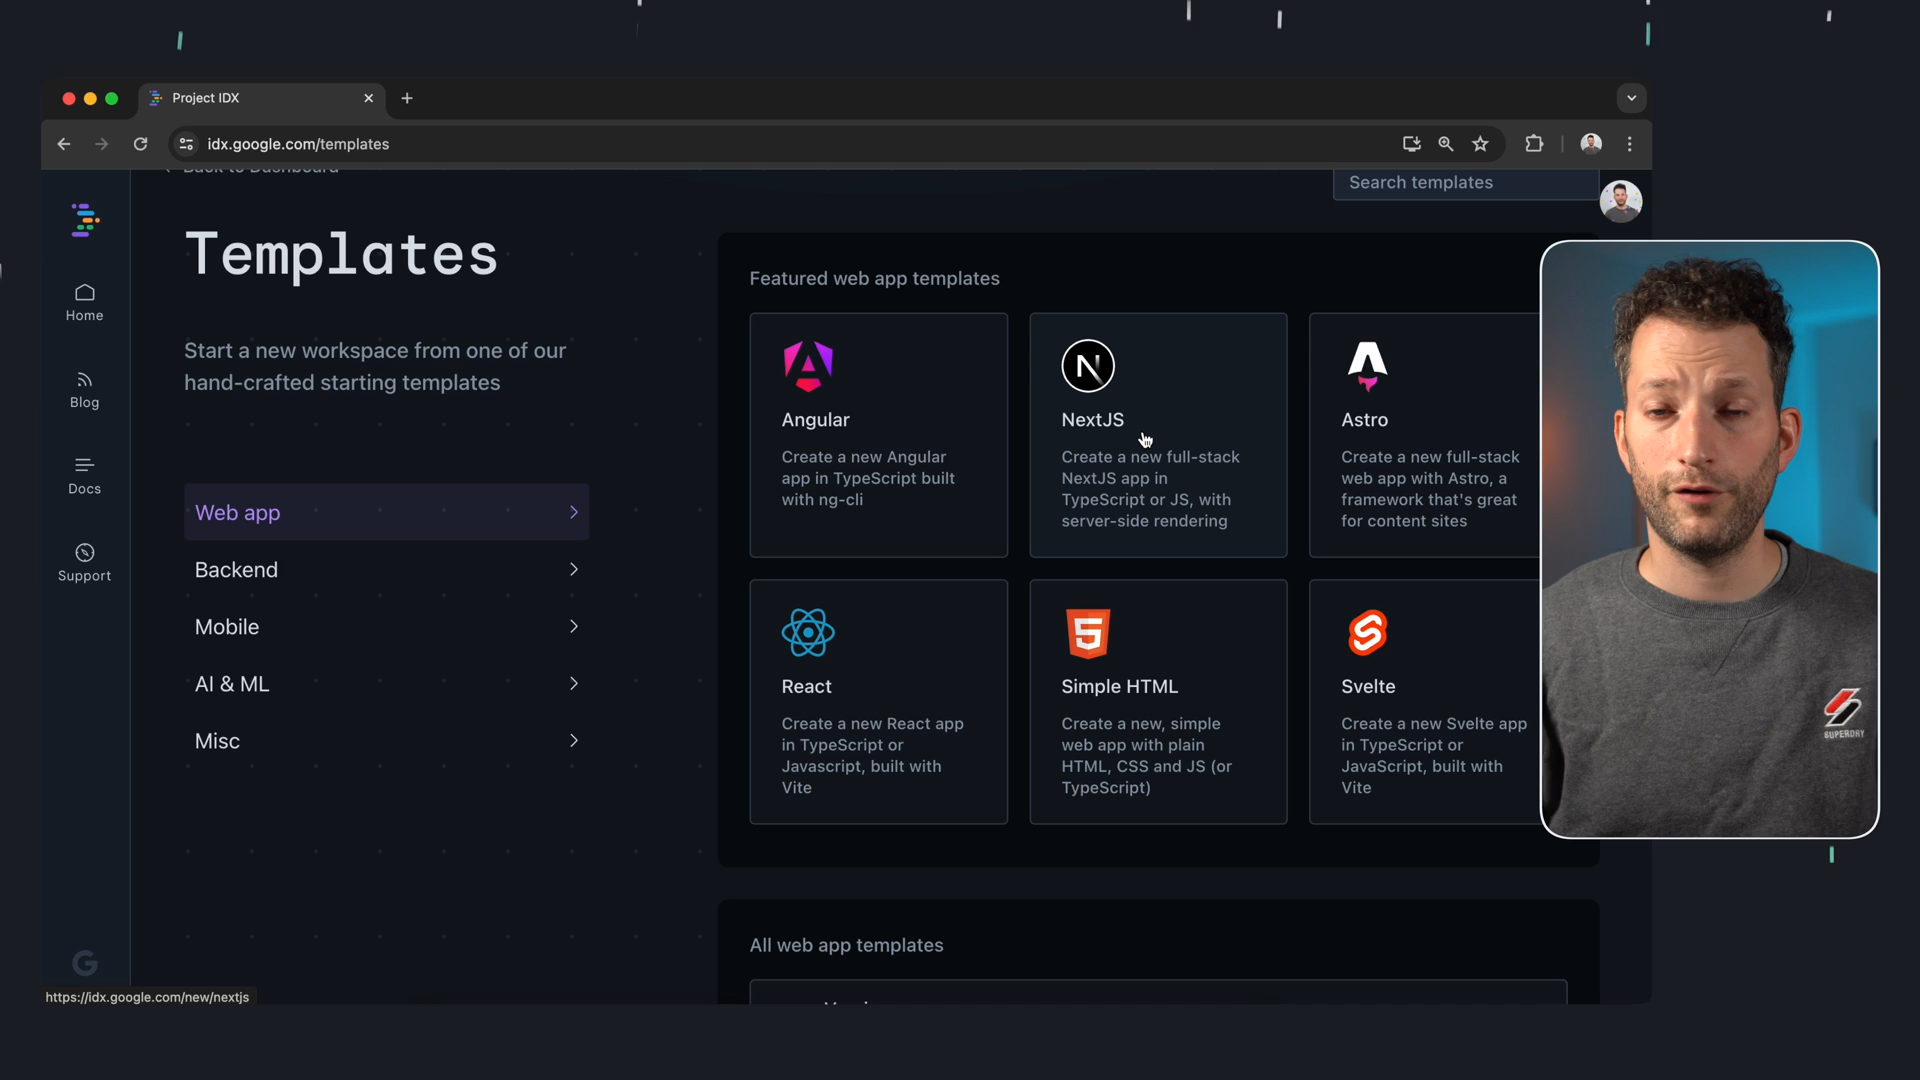 Project IDX
idx.google.com/templates
Back to Dashboard
Search templates
Templates
Start a new workspace from one of our
hand-crafted starting templates
Home
Blog
Docs
Support
Web app
Backend
Mobile
AI & ML
Misc
Featured web app templates
Angular
Create a new Angular
app in TypeScript built
with ng-cli
NextJS
Create a new full-stack
NextJS app in
TypeScript or JS, with
server-side rendering
Astro
Create a new full-stack
web app with Astro, a
framework that's great
for content sites
React
Create a new React app
in TypeScript or
Javascript, built with
Vite
Simple HTML
Create a new, simple
web app with plain
HTML, CSS and JS (or
TypeScript)
Svelte
Create a new Svelte app
in TypeScript or
JavaScript, built with
Vite
All web app templates
https://idx.google.com/new/nextjs
SUPERDRY